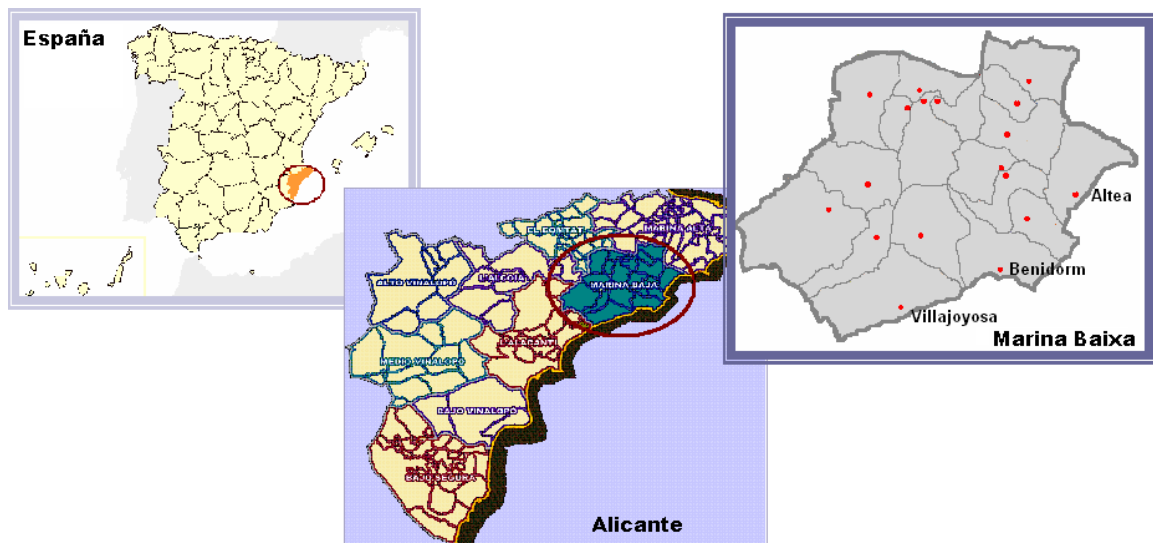 España
EL COMTAT
MARINA ALTA
L'ALCOIA
ALTO VINALOPÓ
MARINA BAJA
L'ALACANTI
MEDIO VINALOPÓ
BAJO VINALOPÓ
BAJO SEGURA
Alicante
Altea
Benidorm
Villajoyosa
Marina Baixa